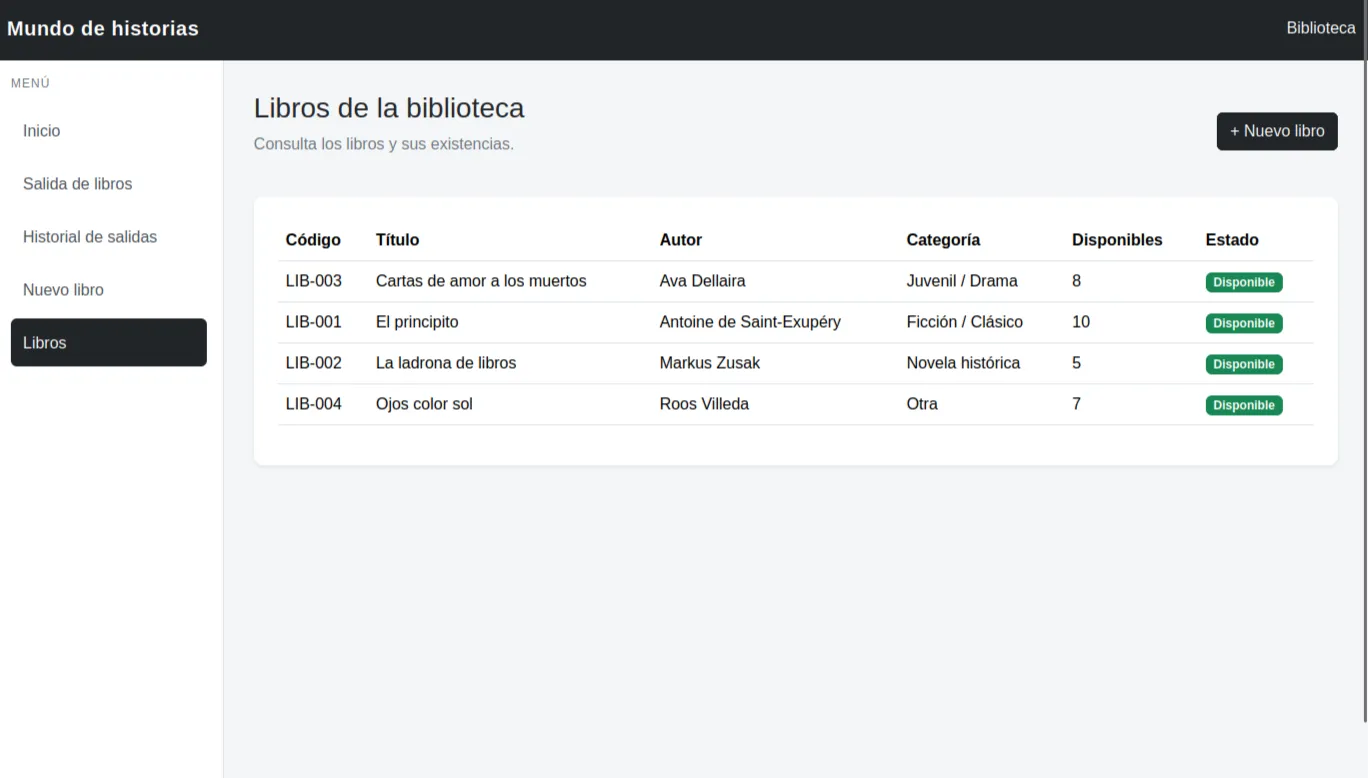 Mundo de historias
Biblioteca
MENÚ
Inicio
Salida de libros
Historial de salidas
Nuevo libro
Libros
Libros de la biblioteca
Consulta los libros y sus existencias.
+ Nuevo libro
Código Título Autor Categoría Disponibles Estado
LIB-003 Cartas de amor a los muertos Ava Dellaira Juvenil / Drama 8 Disponible
LIB-001 El principito Antoine de Saint-Exupéry Ficción / Clásico 10 Disponible
LIB-002 La ladrona de libros Markus Zusak Novela histórica 5 Disponible
LIB-004 Ojos color sol Roos Villeda Otra 7 Disponible